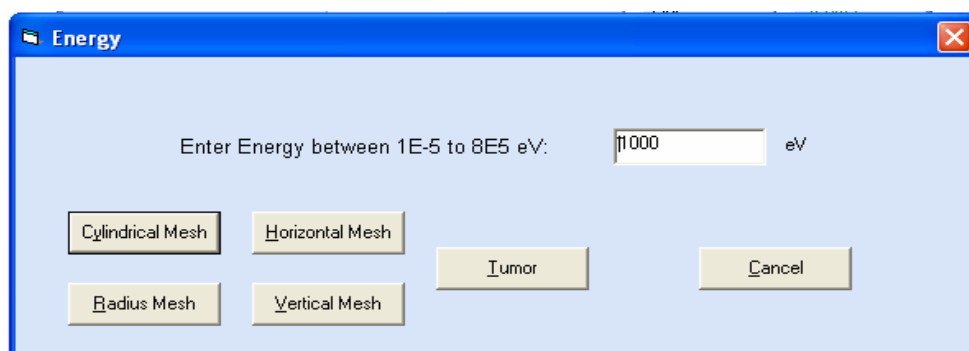 Energy
Enter Energy between 1E-5 to 8E5 eV: 1000 eV
Cylindrical Mesh Horizontal Mesh
Tumor Cancel
Radius Mesh Vertical Mesh